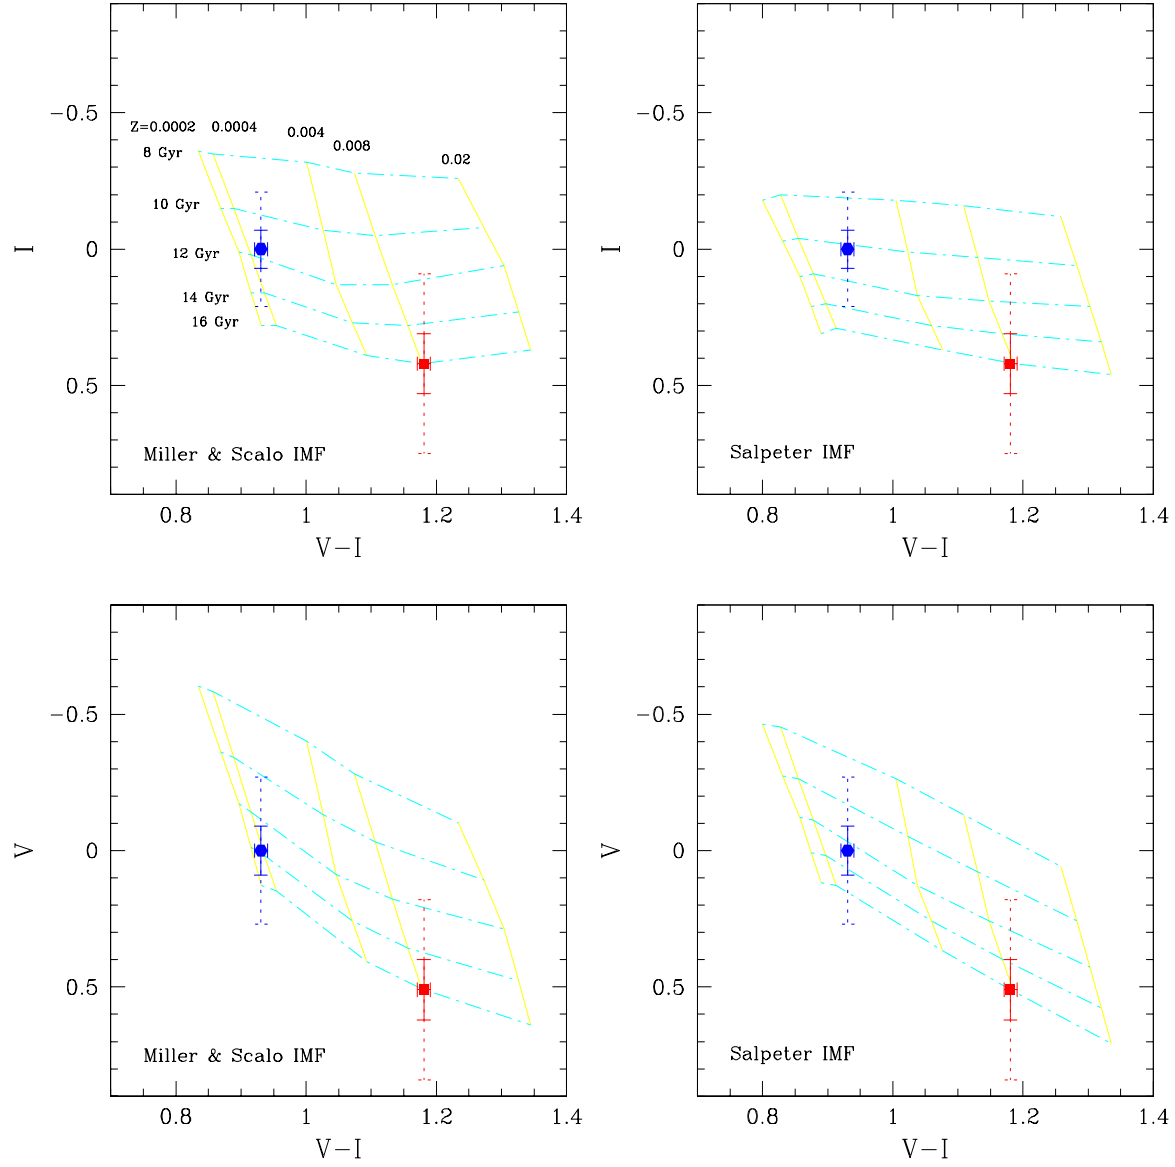 −0.5
0
0.5
I
Z=0.0002 0.0004 0.004 0.008 0.02
8 Gyr
10 Gyr
12 Gyr
14 Gyr
16 Gyr
Miller & Scalo IMF
0.8 1 1.2 1.4
V−I
−0.5
0
0.5
I
Salpeter IMF
0.8 1 1.2 1.4
V−I
−0.5
0
0.5
V
Miller & Scalo IMF
0.8 1 1.2 1.4
V−I
−0.5
0
0.5
V
Salpeter IMF
0.8 1 1.2 1.4
V−I